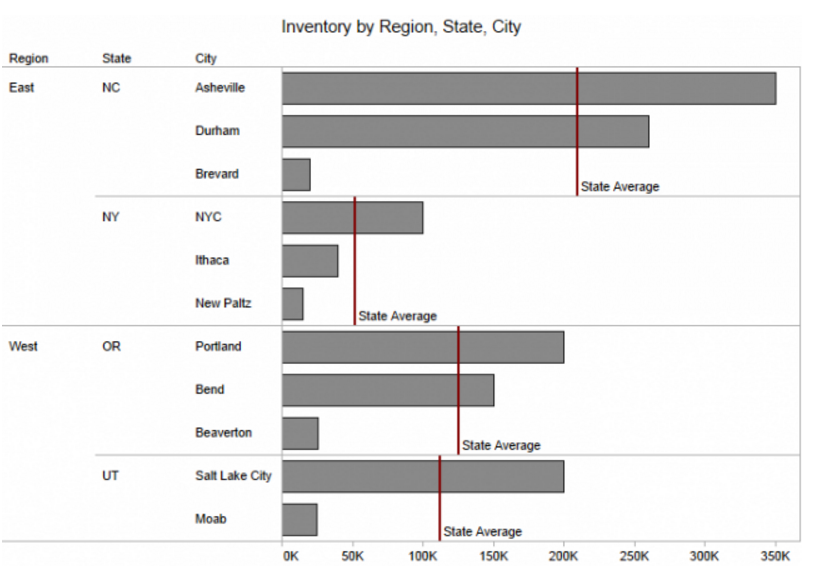 Inventory by Region, State, City
Region State City
East NC Asheville
Durham
Brevard
State Average
NY NYC
Ithaca
New Paltz
State Average
West OR Portland
Bend
Beaverton
State Average
UT Salt Lake City
Moab
State Average
0K 50K 100K 150K 200K 250K 300K 350K